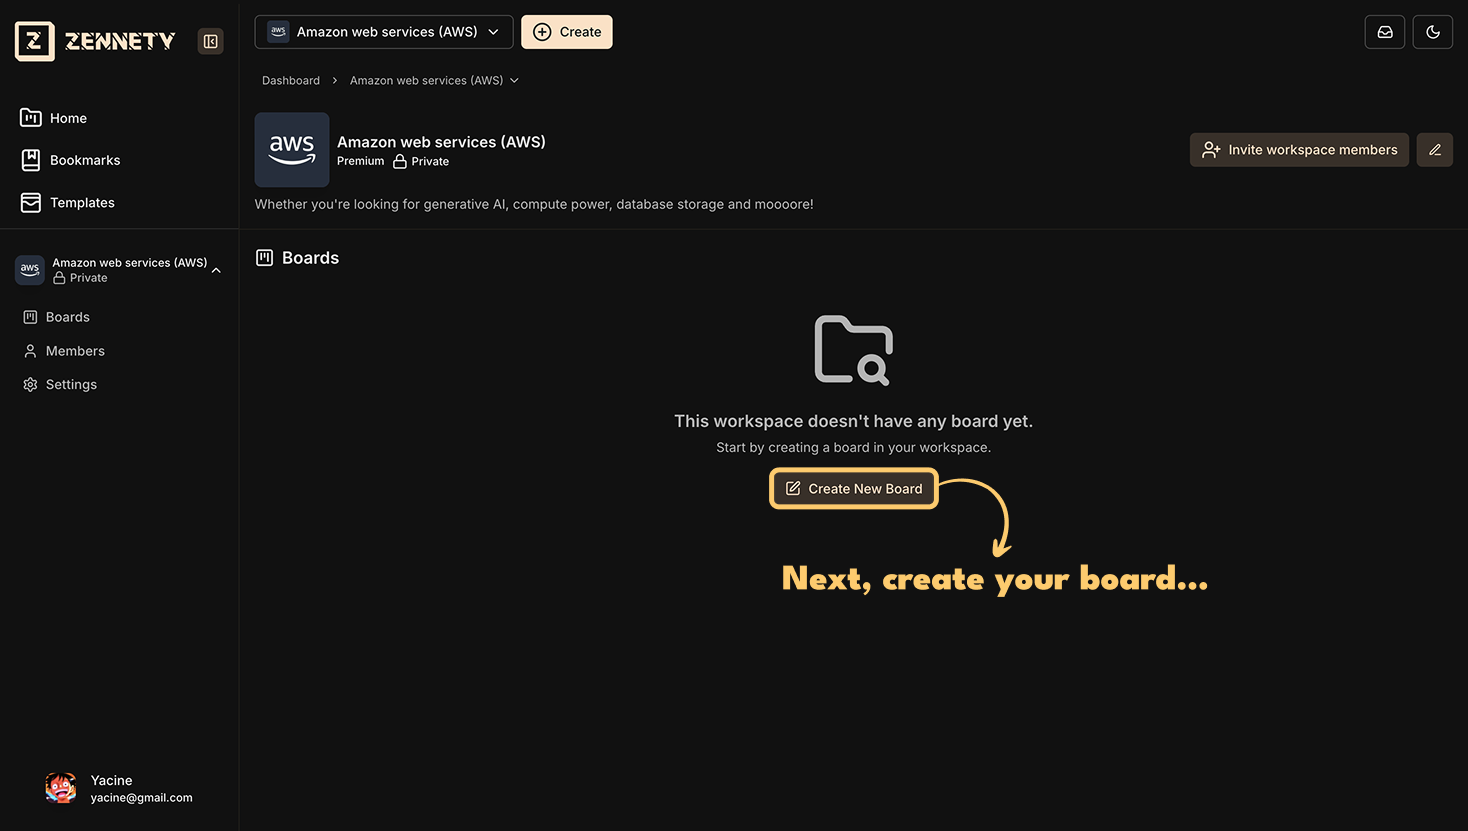 ZENNETY
aws Amazon web services (AWS)
Create
Dashboard > Amazon web services (AWS)
Home
Bookmarks
Templates
aws
Amazon web services (AWS)
Private
Boards
Members
Settings
aws
Amazon web services (AWS)
Premium Private
Invite workspace members
Whether you're looking for generative AI, compute power, database storage and moooore!
Boards
This workspace doesn't have any board yet.
Start by creating a board in your workspace.
Create New Board
Next, create your board...
Yacine
yacine@gmail.com